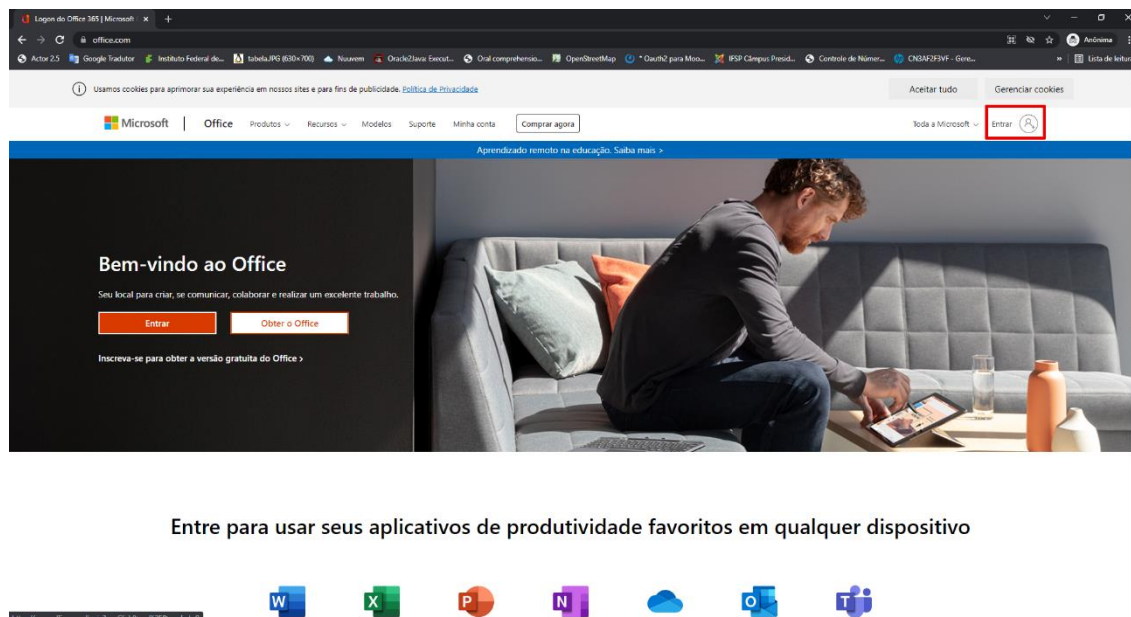 Logon do Office 365 | Microsoft
office.com
Anônima
Actor 2.5 Google Tradutor Instituto Federal de... tabela.JPG (630×700) Nuuvem Oracle2Java: Execut... Oral comprehensio... OpenStreetMap * Oauth2 para Moo... IFSP Câmpus Presid... Controle de Númer... CN3AF2F3VF - Gere... » Lista de leitura
Usamos cookies para aprimorar sua experiência em nossos sites e para fins de publicidade. Política de Privacidade Aceitar tudo Gerenciar cookies
Microsoft | Office Produtos Recursos Modelos Suporte Minha conta Comprar agora Toda a Microsoft Entrar
Aprendizado remoto na educação. Saiba mais >
Bem-vindo ao Office
Seu local para criar, se comunicar, colaborar e realizar um excelente trabalho.
Entrar Obter o Office
Inscreva-se para obter a versão gratuita do Office >
Entre para usar seus aplicativos de produtividade favoritos em qualquer dispositivo
W X P N O